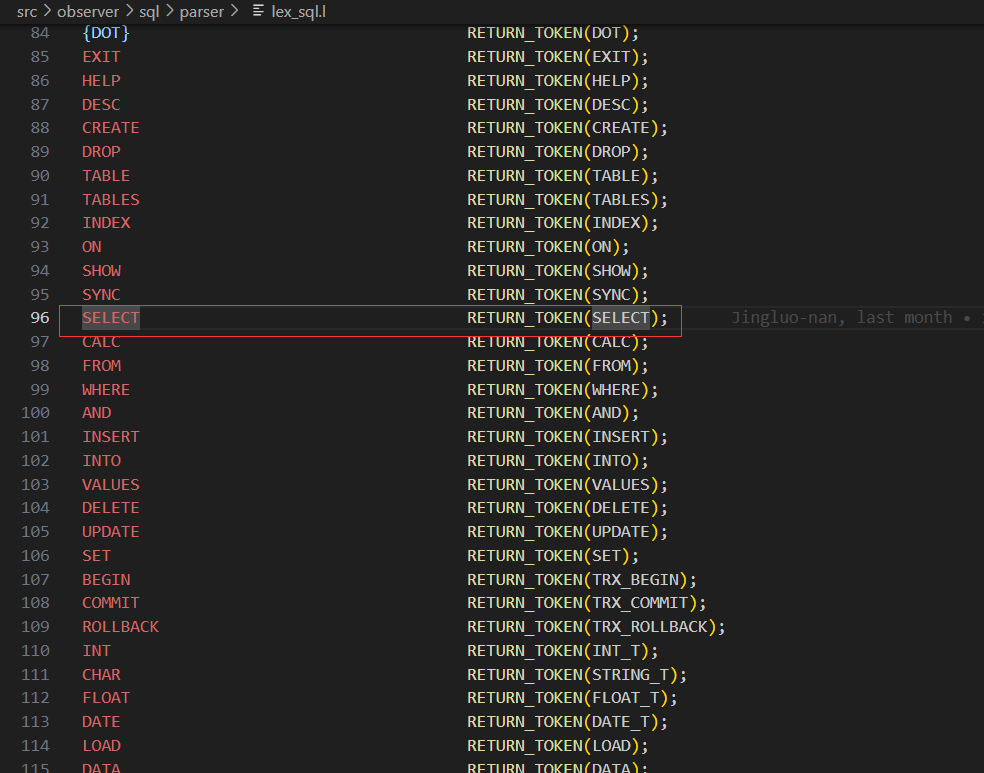 src > observer > sql > parser > lex_sql.l
84 {DOT} RETURN_TOKEN(DOT);
85 EXIT RETURN_TOKEN(EXIT);
86 HELP RETURN_TOKEN(HELP);
87 DESC RETURN_TOKEN(DESC);
88 CREATE RETURN_TOKEN(CREATE);
89 DROP RETURN_TOKEN(DROP);
90 TABLE RETURN_TOKEN(TABLE);
91 TABLES RETURN_TOKEN(TABLES);
92 INDEX RETURN_TOKEN(INDEX);
93 ON RETURN_TOKEN(ON);
94 SHOW RETURN_TOKEN(SHOW);
95 SYNC RETURN_TOKEN(SYNC);
96 SELECT RETURN_TOKEN(SELECT); Jingluo-nan, last month •
97 CALC RETURN_TOKEN(CALC);
98 FROM RETURN_TOKEN(FROM);
99 WHERE RETURN_TOKEN(WHERE);
100 AND RETURN_TOKEN(AND);
101 INSERT RETURN_TOKEN(INSERT);
102 INTO RETURN_TOKEN(INTO);
103 VALUES RETURN_TOKEN(VALUES);
104 DELETE RETURN_TOKEN(DELETE);
105 UPDATE RETURN_TOKEN(UPDATE);
106 SET RETURN_TOKEN(SET);
107 BEGIN RETURN_TOKEN(TRX_BEGIN);
108 COMMIT RETURN_TOKEN(TRX_COMMIT);
109 ROLLBACK RETURN_TOKEN(TRX_ROLLBACK);
110 INT RETURN_TOKEN(INT_T);
111 CHAR RETURN_TOKEN(STRING_T);
112 FLOAT RETURN_TOKEN(FLOAT_T);
113 DATE RETURN_TOKEN(DATE_T);
114 LOAD RETURN_TOKEN(LOAD);
115 DATA RETURN_TOKEN(DATA);